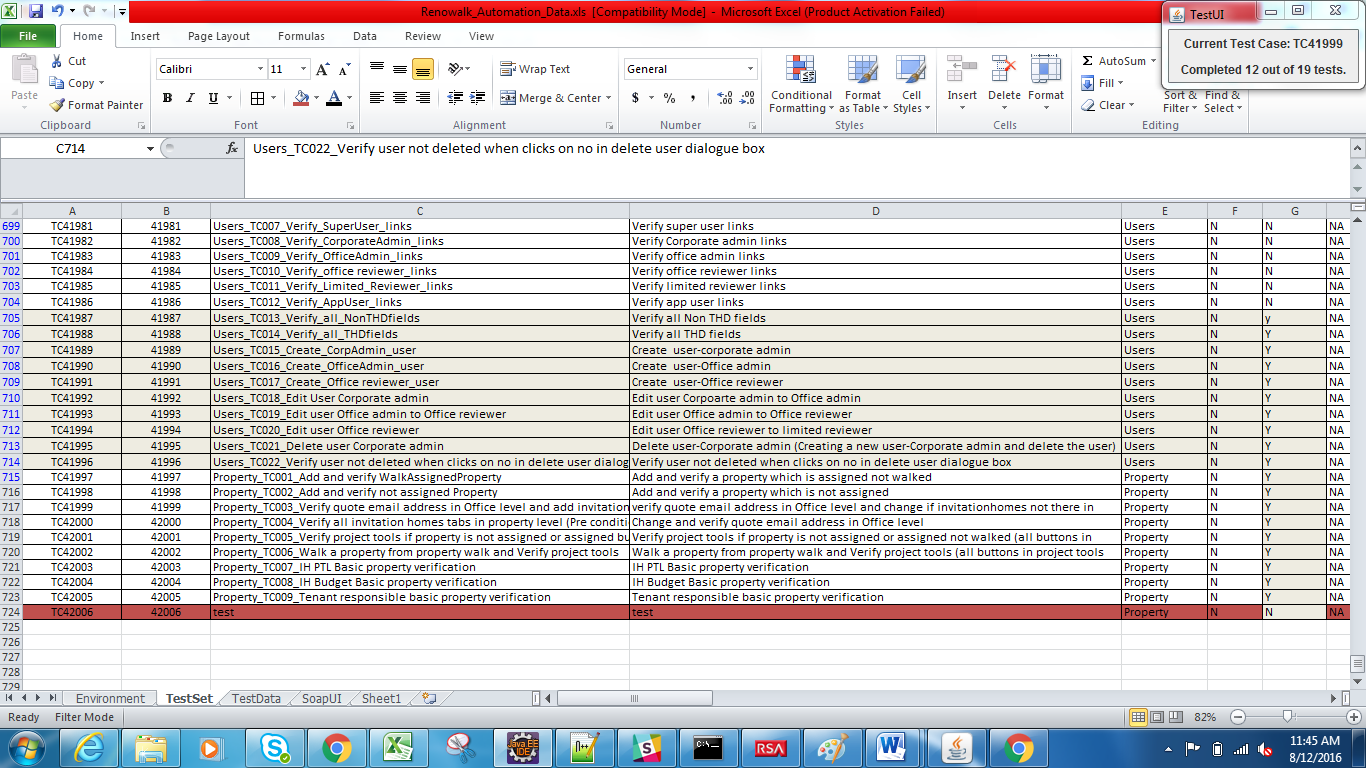 Renowalk_Automation_Data.xls [Compatibility Mode] - Microsoft Excel (Product Activation Failed)
TestUI
Current Test Case: TC41999
Completed 12 out of 19 tests.
File Home Insert Page Layout Formulas Data Review View
Paste Cut Copy Format Painter Clipboard
Calibri 11 A A B I U A Font
Wrap Text Merge & Center Alignment
General $ % , Number
Conditional Formatting Format as Table Cell Styles Styles
Insert Delete Format Cells
Σ AutoSum Fill Clear Sort & Filter Find & Select Editing
C714 fx Users_TC022_Verify user not deleted when clicks on no in delete user dialogue box
A B C D E F G
699 TC41981 41981 Users_TC007_Verify_SuperUser_links Verify super user links Users N N NA
700 TC41982 41982 Users_TC008_Verify_CorporateAdmin_links Verify Corporate admin links Users N N NA
701 TC41983 41983 Users_TC009_Verify_OfficeAdmin_links Verify office admin links Users N N NA
702 TC41984 41984 Users_TC010_Verify_office reviewer_links Verify office reviewer links Users N N NA
703 TC41985 41985 Users_TC011_Verify_Limited_Reviewer_links Verify limited reviewer links Users N N NA
704 TC41986 41986 Users_TC012_Verify_AppUser_links Verify app user links Users N N NA
705 TC41987 41987 Users_TC013_Verify_all_NonTHDfields Verify all Non THD fields Users N y NA
706 TC41988 41988 Users_TC014_Verify_all_THDfields Verify all THD fields Users N Y NA
707 TC41989 41989 Users_TC015_Create_CorpAdmin_user Create user-corporate admin Users N Y NA
708 TC41990 41990 Users_TC016_Create_OfficeAdmin_user Create user-Office admin Users N Y NA
709 TC41991 41991 Users_TC017_Create_Office reviewer_user Create user-Office reviewer Users N Y NA
710 TC41992 41992 Users_TC018_Edit User Corporate admin Edit user Corpoarte admin to Office admin Users N Y NA
711 TC41993 41993 Users_TC019_Edit user Office admin to Office reviewer Edit user Office admin to Office reviewer Users N Y NA
712 TC41994 41994 Users_TC020_Edit user Office reviewer Edit user Office reviewer to limited reviewer Users N Y NA
713 TC41995 41995 Users_TC021_Delete user Corporate admin Delete user-Corporate admin (Creating a new user-Corporate admin and delete the user) Users N Y NA
714 TC41996 41996 Users_TC022_Verify user not deleted when clicks on no in delete user dialog Verify user not deleted when clicks on no in delete user dialogue box Users N Y NA
715 TC41997 41997 Property_TC001_Add and verify WalkAssignedProperty Add and verify a property which is assigned not walked Property N Y NA
716 TC41998 41998 Property_TC002_Add and verify not assigned Property Add and verify a property which is not assigned Property N Y NA
717 TC41999 41999 Property_TC003_Verify quote email address in Office level and add invitation verify quote email address in Office level and change if invitationhomes not there in Property N Y NA
718 TC42000 42000 Property_TC004_Verify all invitation homes tabs in property level (Pre conditi Change and verify quote email address in Office level Property N Y NA
719 TC42001 42001 Property_TC005_Verify project tools if property is not assigned or assigned bu Verify project tools if property is not assigned or assigned not walked (all buttons in Property N Y NA
720 TC42002 42002 Property_TC006_Walk a property from property walk and Verify project tools Walk a property from property walk and Verify project tools (all buttons in project tools Property N Y NA
721 TC42003 42003 Property_TC007_IH PTL Basic property verification IH PTL Basic property verification Property N Y NA
722 TC42004 42004 Property_TC008_IH Budget Basic property verification IH Budget Basic property verification Property N Y NA
723 TC42005 42005 Property_TC009_Tenant responsible basic property verification Tenant responsible basic property verification Property N Y NA
724 TC42006 42006 test test Property N N NA
725
726
727
728
729
Environment TestSet TestData SoapUI Sheet1
Ready Filter Mode 82%
Java EE IDE C:\ RSA
11:45 AM
8/12/2016